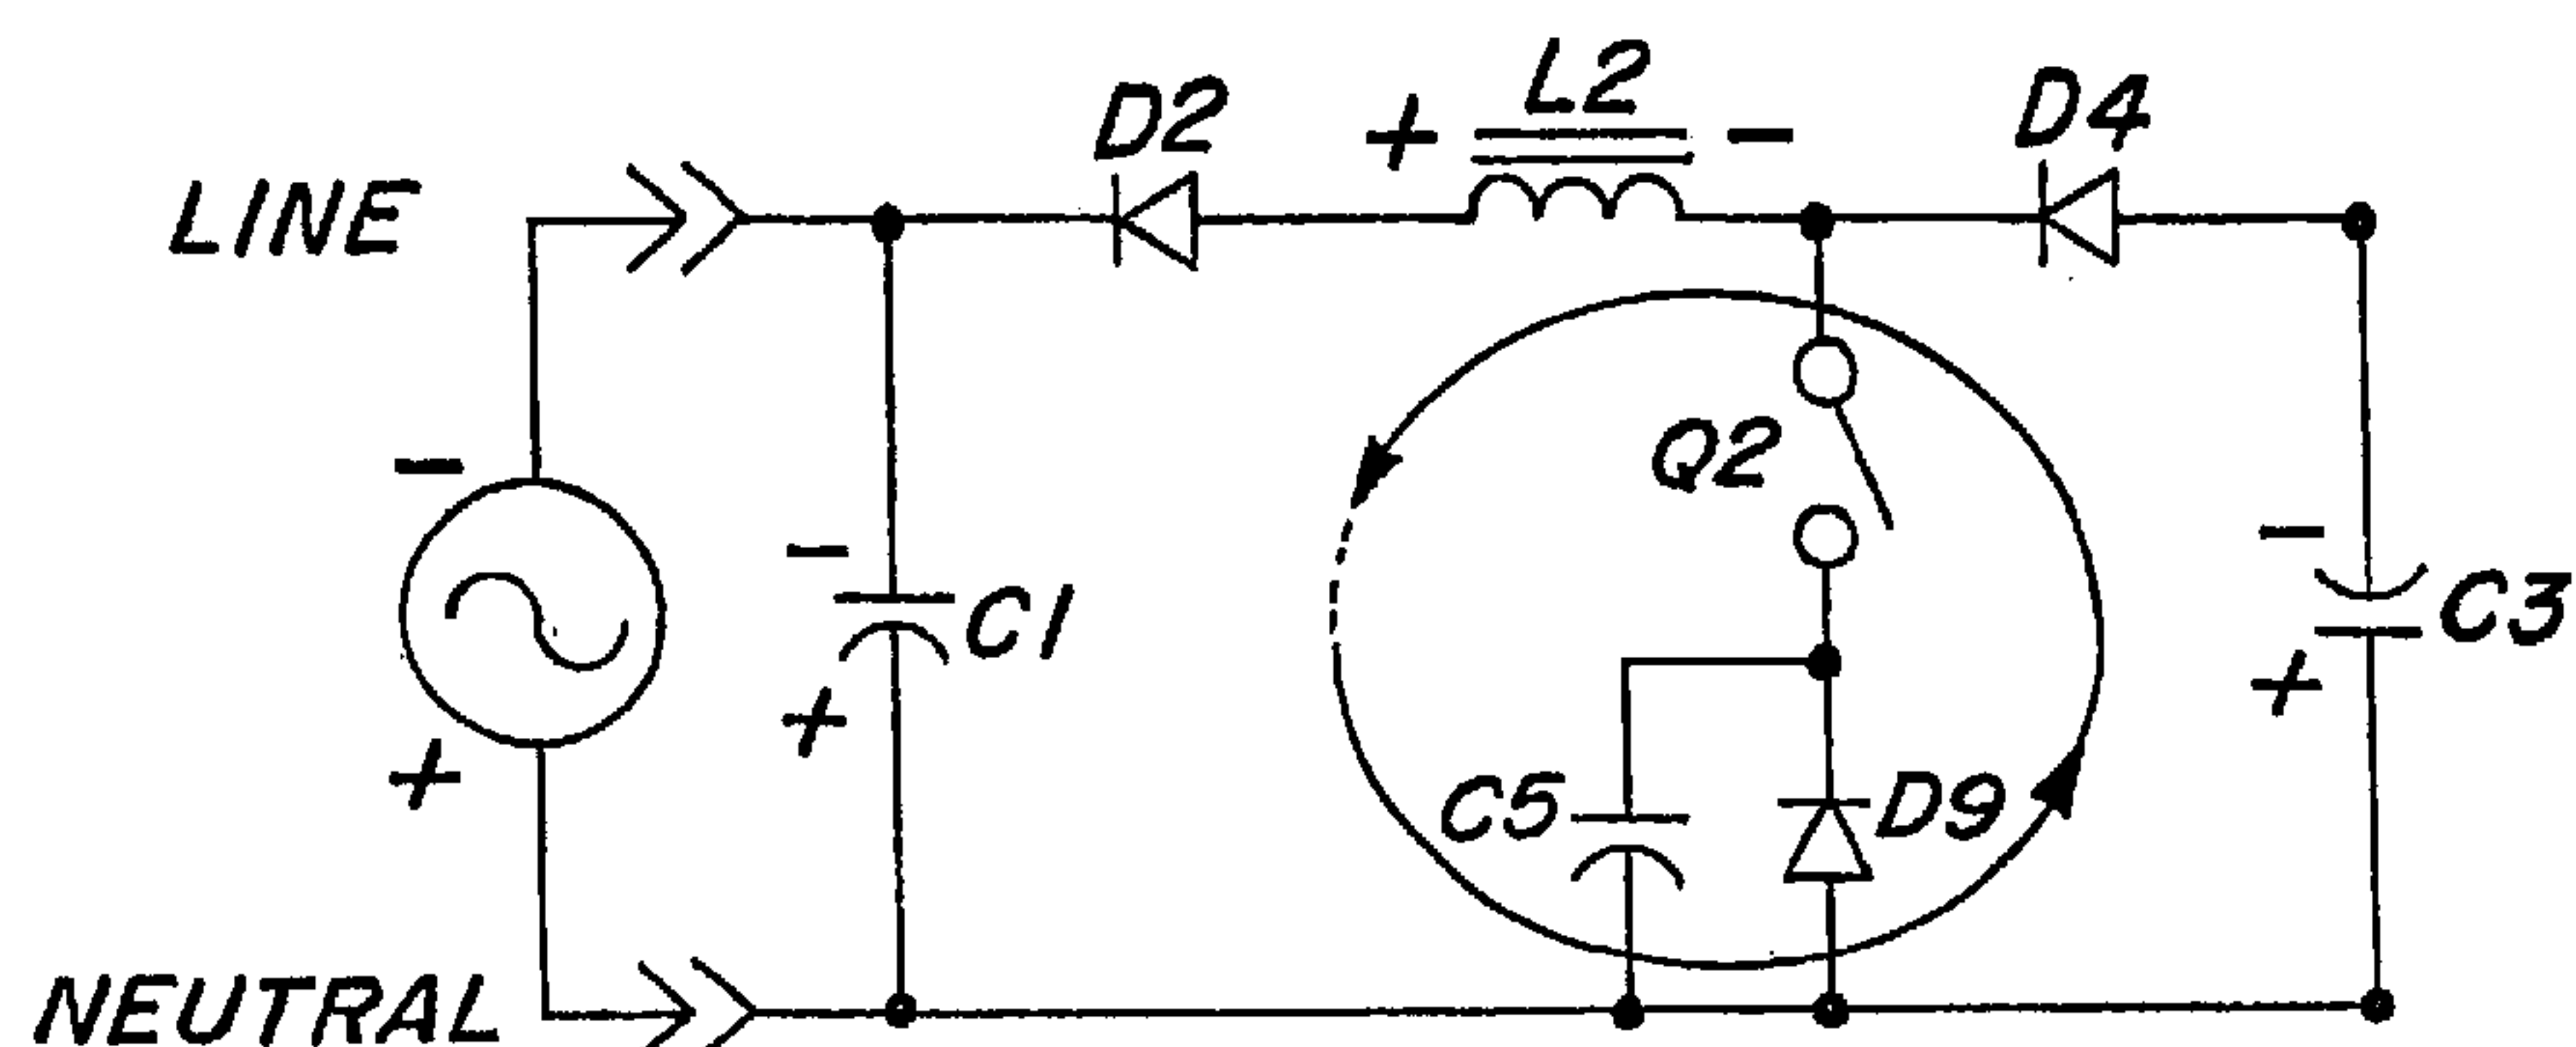 L2
D2
+ -
D4
LINE
Q2
-
-
-
C1
C3
+
+
+
C5
D9
NEUTRAL